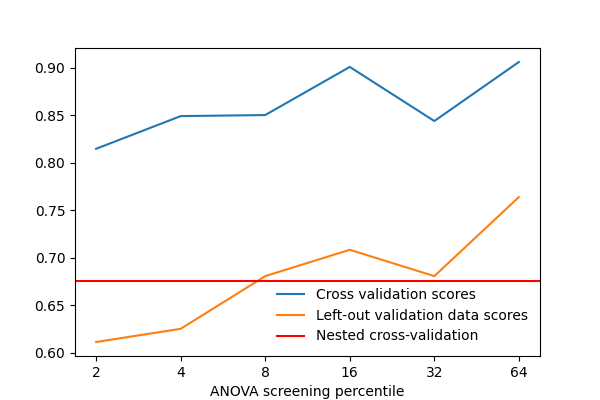 0.90
0.85
0.80
0.75
0.70
0.65
0.60
Cross validation scores
Left-out validation data scores
Nested cross-validation
2 4 8 16 32 64
ANOVA screening percentile